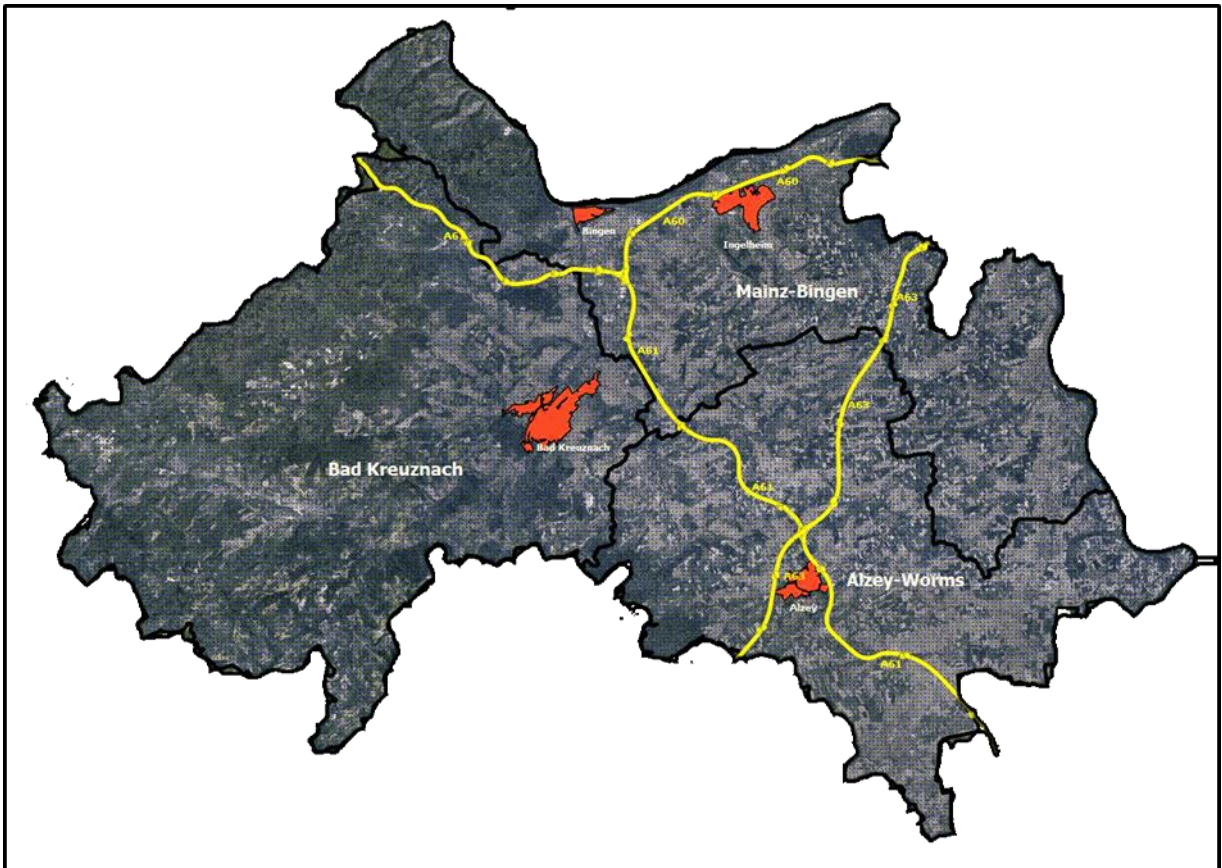 A60
A60
Bingen
Ingelheim
A61
Mainz-Bingen
A63
A61
A63
Bad Kreuznach
Bad Kreuznach
A61
A63
Alzey-Worms
Alzey
A61